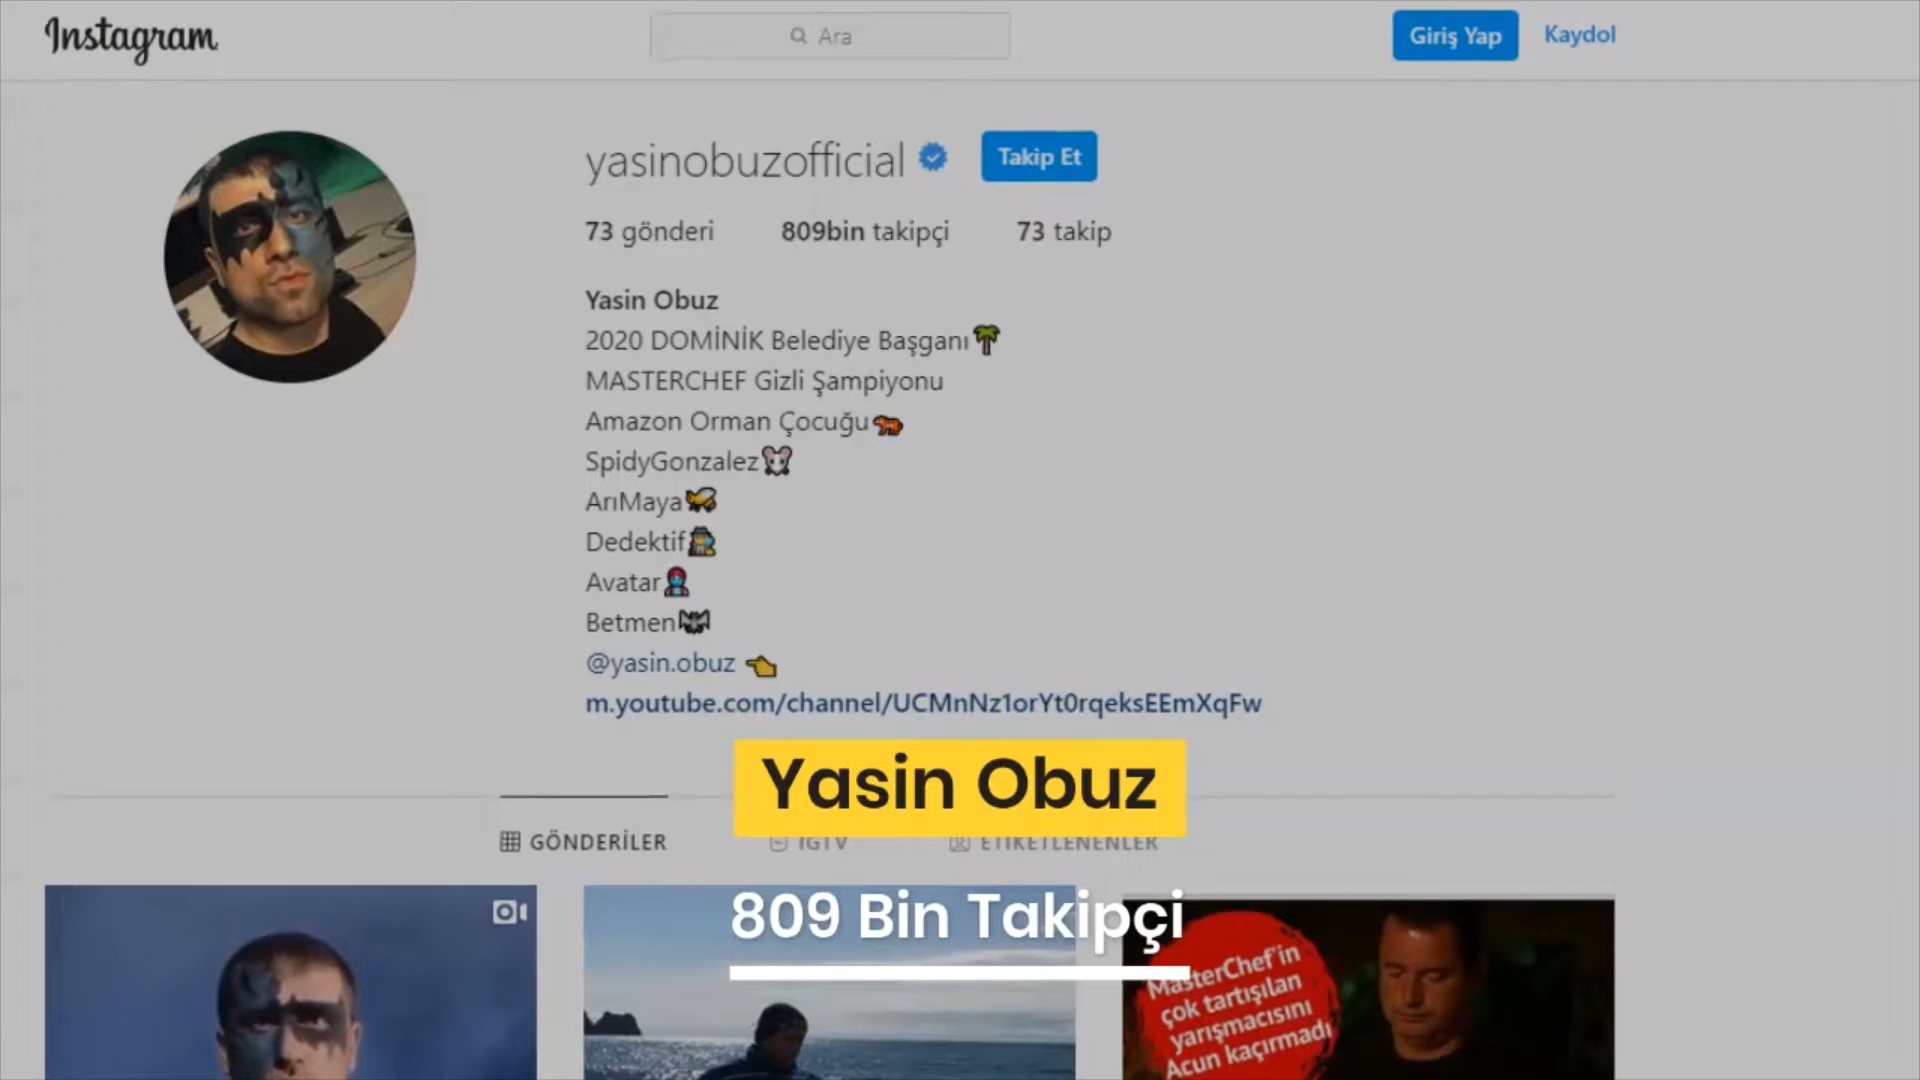 Instagram
Ara
Giriş Yap
Kaydol
yasinobuzofficial
Takip Et
73 gönderi 809bin takipçi 73 takip
Yasin Obuz
2020 DOMİNİK Belediye Başganı🌴
MASTERCHEF Gizli Şampiyonu
Amazon Orman Çocuğu🐅
SpidyGonzalez🐭
ArıMaya🐝
Dedektif🕵
Avatar
Betmen🦇
@yasin.obuz 👈
m.youtube.com/channel/UCMnNz1orYt0rqeksEEmXqFw
Yasin Obuz
GÖNDERİLER IGTV ETİKETLENENLER
809 Bin Takipçi
MasterChef'in
çok tartışılan
yarışmacısını
Acun kaçırmadı